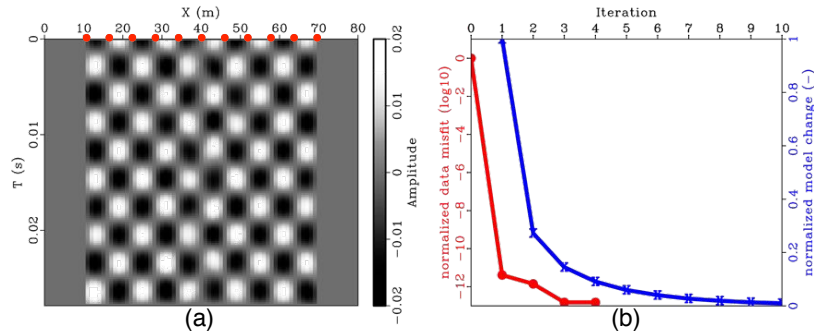 X (m)
0 10 20 30 40 50 60 70 80
T (s)
0
0.01
0.02
0.02
0.01
0
−0.01
−0.02
Amplitude
(a)
Iteration
0 1 2 3 4 5 6 7 8 9 10
normalized data misfit (log10)
0
−2
−4
−6
−8
−10
−12
1
0.8
0.6
0.4
0.2
0
normalized model change (−)
(b)